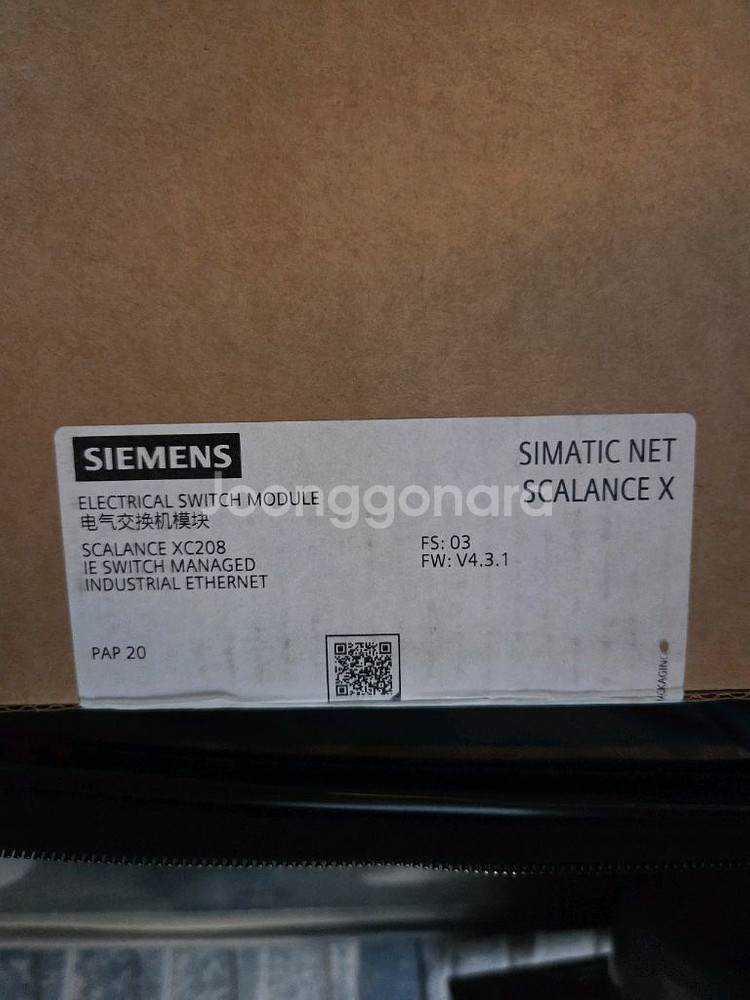 SIEMENS
SIMATIC NET
SCALANCE X
ELECTRICAL SWITCH MODULE
电气交换机模块
SCALANCE XC208
IE SWITCH MANAGED
INDUSTRIAL ETHERNET
FS: 03
FW: V4.3.1
PAP 20
Joonggonara